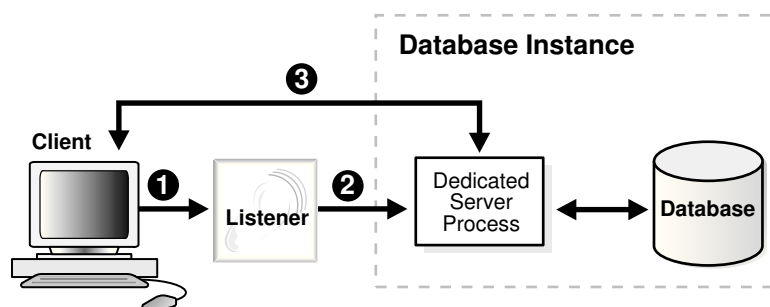 Database Instance
3
Client
1
Listener
2
Dedicated
Server
Process
Database